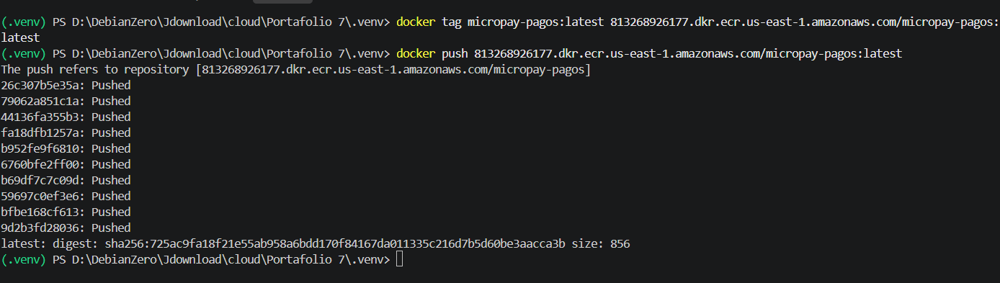 (.venv) PS D:\DebianZero\Jdownload\cloud\Portafolio 7\.venv> docker tag micropay-pagos:latest 813268926177.dkr.ecr.us-east-1.amazonaws.com/micropay-pagos:
latest
(.venv) PS D:\DebianZero\Jdownload\cloud\Portafolio 7\.venv> docker push 813268926177.dkr.ecr.us-east-1.amazonaws.com/micropay-pagos:latest
The push refers to repository [813268926177.dkr.ecr.us-east-1.amazonaws.com/micropay-pagos]
26c307b5e35a: Pushed
79062a851c1a: Pushed
44136fa355b3: Pushed
fa18dfb1257a: Pushed
b952fe9f6810: Pushed
6760bfe2ff00: Pushed
b69df7c7c09d: Pushed
59697c0ef3e6: Pushed
bfbe168cf613: Pushed
9d2b3fd28036: Pushed
latest: digest: sha256:725ac9fa18f21e55ab958a6bdd170f84167da011335c216d7b5d60be3aacca3b size: 856
(.venv) PS D:\DebianZero\Jdownload\cloud\Portafolio 7\.venv>